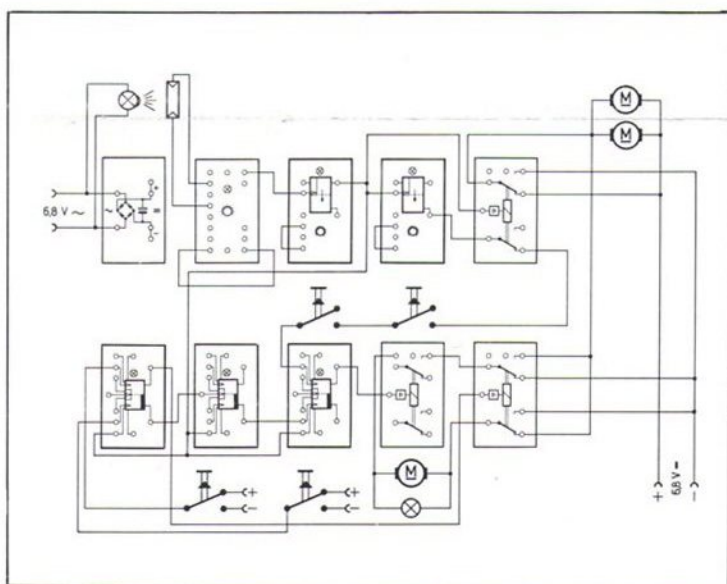 M
M
+
6,8 V ~
~
=
-
+
-
+
-
M
+
6,8 V =
-